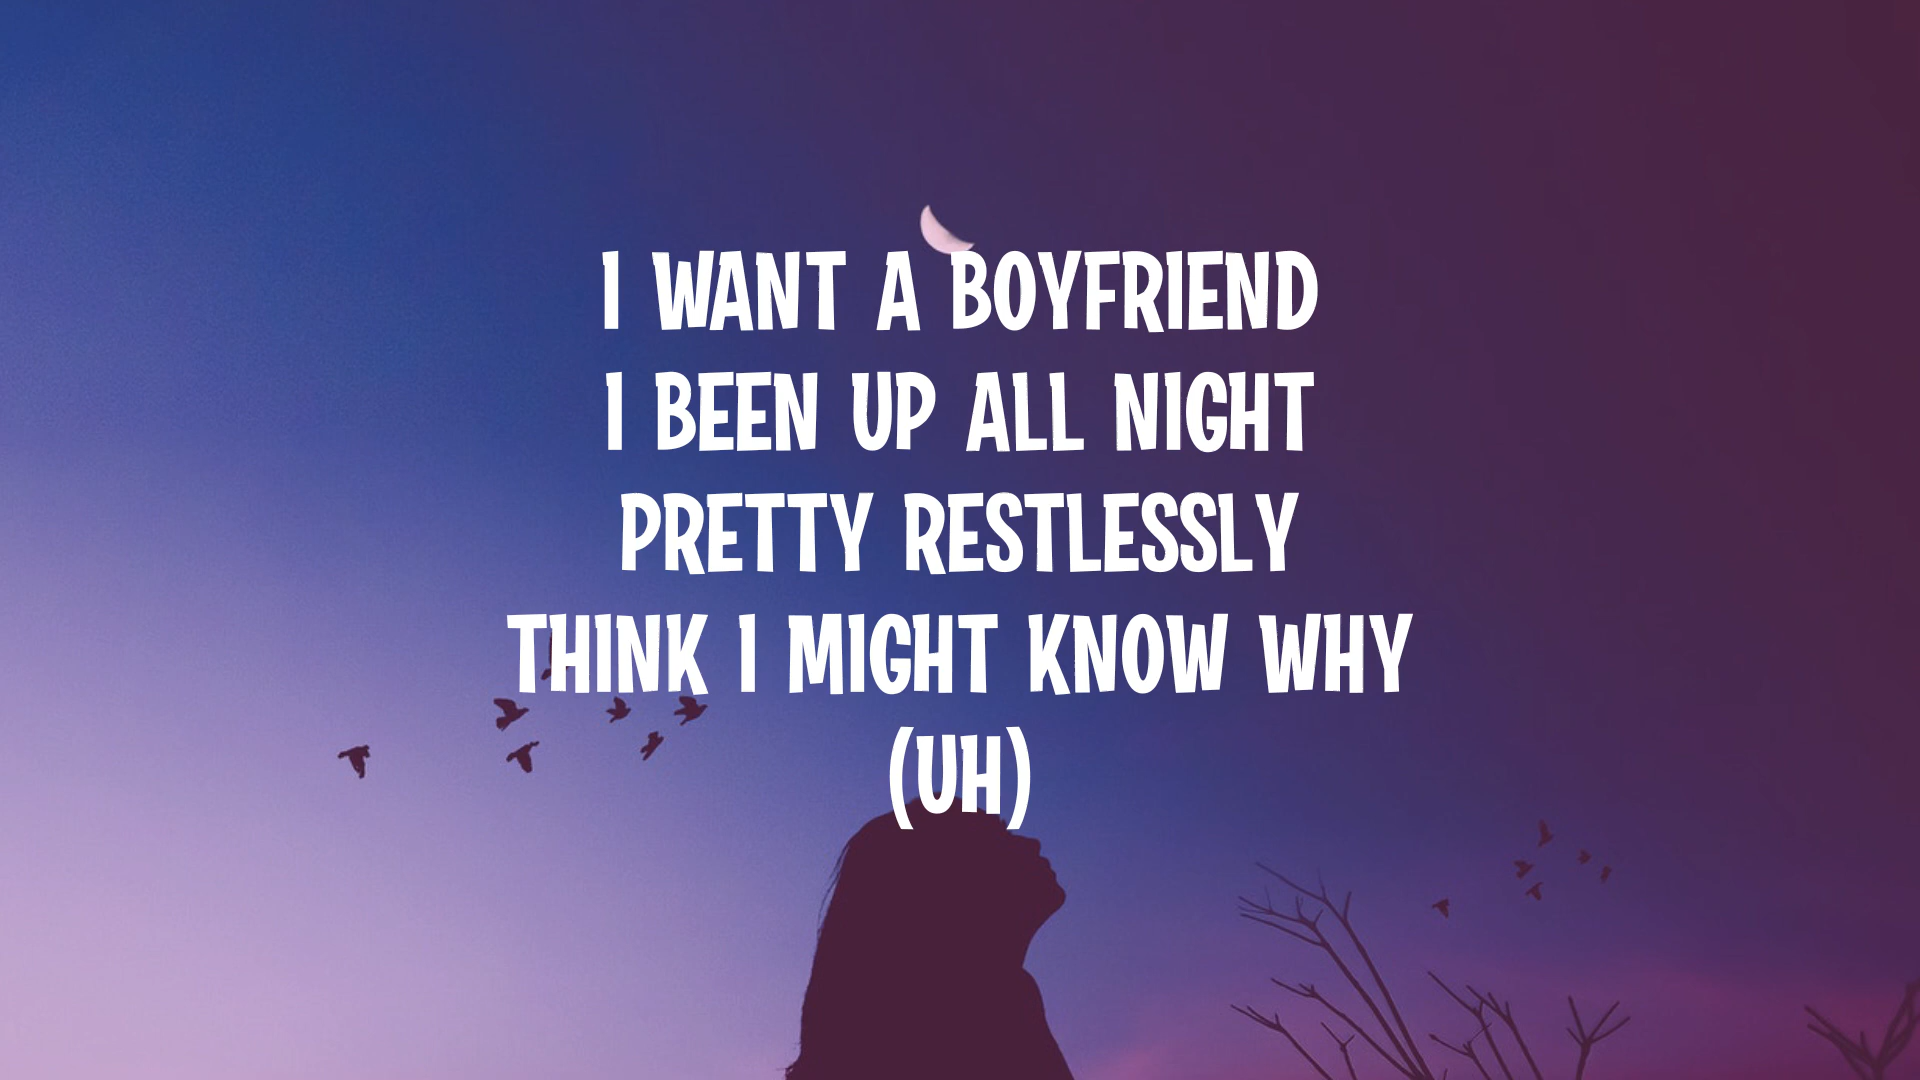 I WANT A BOYFRIEND
I BEEN UP ALL NIGHT
PRETTY RESTLESSLY
THINK I MIGHT KNOW WHY
(UH)